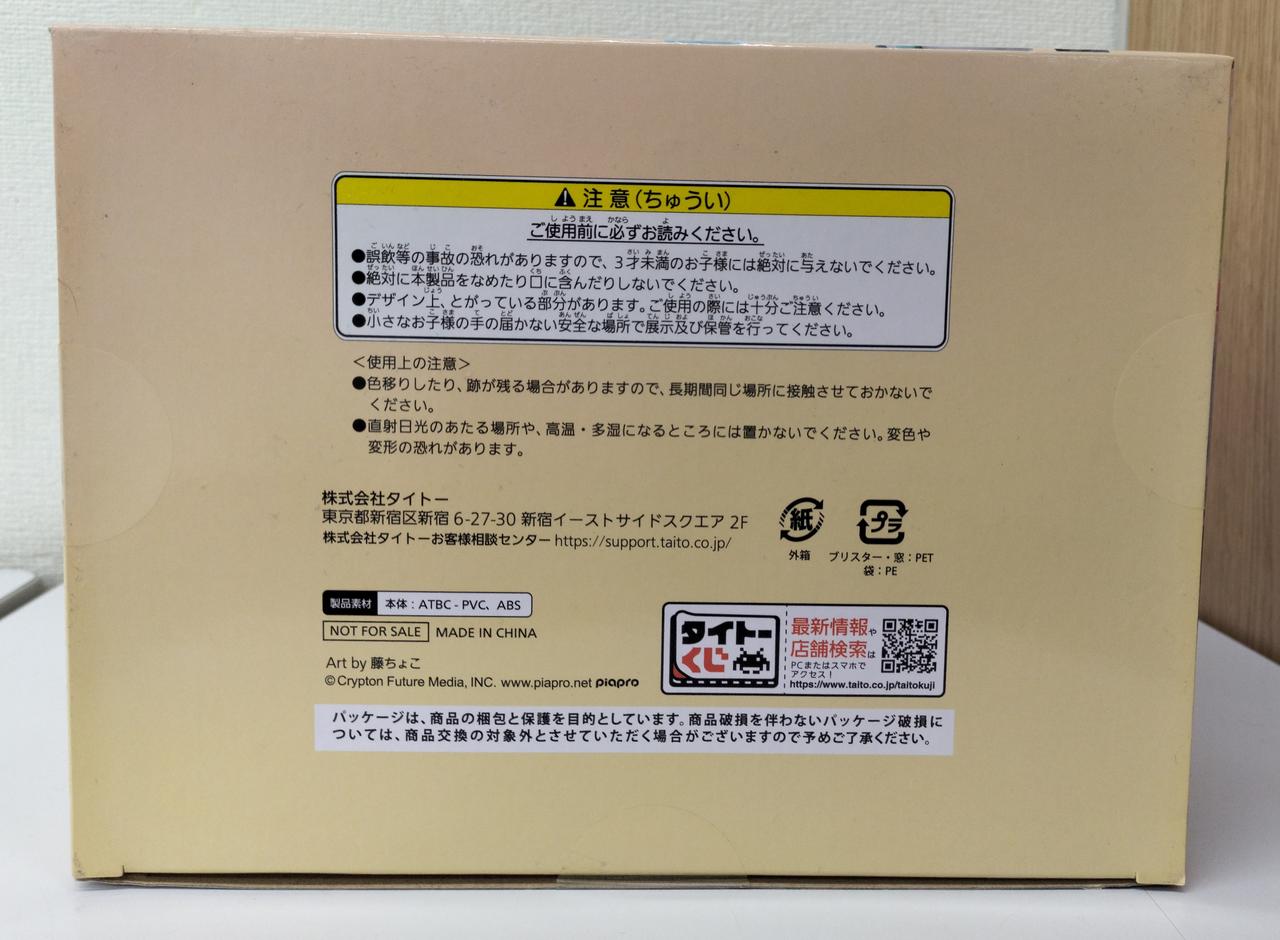 ⚠ 注意(ちゅうい)
ご使用前に必ずお読みください。
●誤飲等の事故の恐れがありますので、3才未満のお子様には絶対に与えないでください。
●絶対に本製品をなめたり口に含んだりしないでください。
●デザイン上、とがっている部分があります。ご使用の際には十分ご注意ください。
●小さなお子様の手の届かない安全な場所で展示及び保管を行ってください。
<使用上の注意>
●色移りしたり、跡が残る場合がありますので、長期間同じ場所に接触させておかないで
ください。
●直射日光のあたる場所や、高温・多湿になるところには置かないでください。変色や
変形の恐れがあります。
株式会社タイトー
東京都新宿区新宿 6-27-30 新宿イーストサイドスクエア 2F
株式会社タイトーお客様相談センター https://support.taito.co.jp/
紙
外箱
プラ
ブリスター・窓:PET
袋:PE
製品素材 本体:ATBC-PVC、ABS
NOT FOR SALE MADE IN CHINA
Art by 藤ちょこ
©Crypton Future Media, INC. www.piapro.net piapro
タイトー
くじ
最新情報や
店舗検索は
PCまたはスマホで
アクセス!
https://www.taito.co.jp/taitokuji
パッケージは、商品の梱包と保護を目的としています。商品破損を伴わないパッケージ破損に
ついては、商品交換の対象外とさせていただく場合がございますので予めご了承ください。